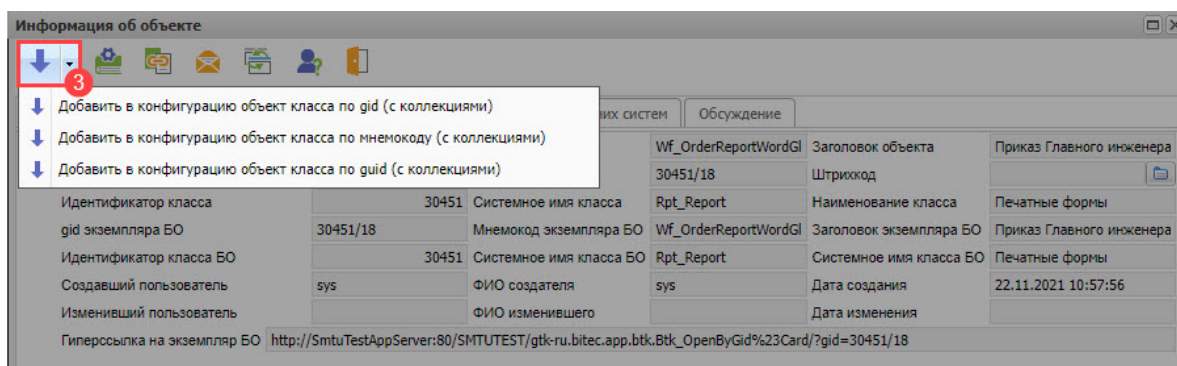 Информация об объекте
3
Добавить в конфигурацию объект класса по gid (с коллекциями)
Добавить в конфигурацию объект класса по мнемокоду (с коллекциями)
Добавить в конфигурацию объект класса по guid (с коллекциями)
систем Обсуждение
Wf_OrderReportWordGl Заголовок объекта Приказ Главного инженера
30451/18 Штрихкод
Идентификатор класса 30451 Системное имя класса Rpt_Report Наименование класса Печатные формы
gid экземпляра БО 30451/18 Мнемокод экземпляра БО Wf_OrderReportWordGl Заголовок экземпляра БО Приказ Главного инженера
Идентификатор класса БО 30451 Системное имя класса БО Rpt_Report Системное имя класса БО Печатные формы
Создавший пользователь sys ФИО создателя sys Дата создания 22.11.2021 10:57:56
Изменивший пользователь ФИО изменившего Дата изменения
Гиперссылка на экземпляр БО http://SmtuTestAppServer:80/SMTUTEST/gtk-ru.bitec.app.btk.Btk_OpenByGid%23Card/?gid=30451/18